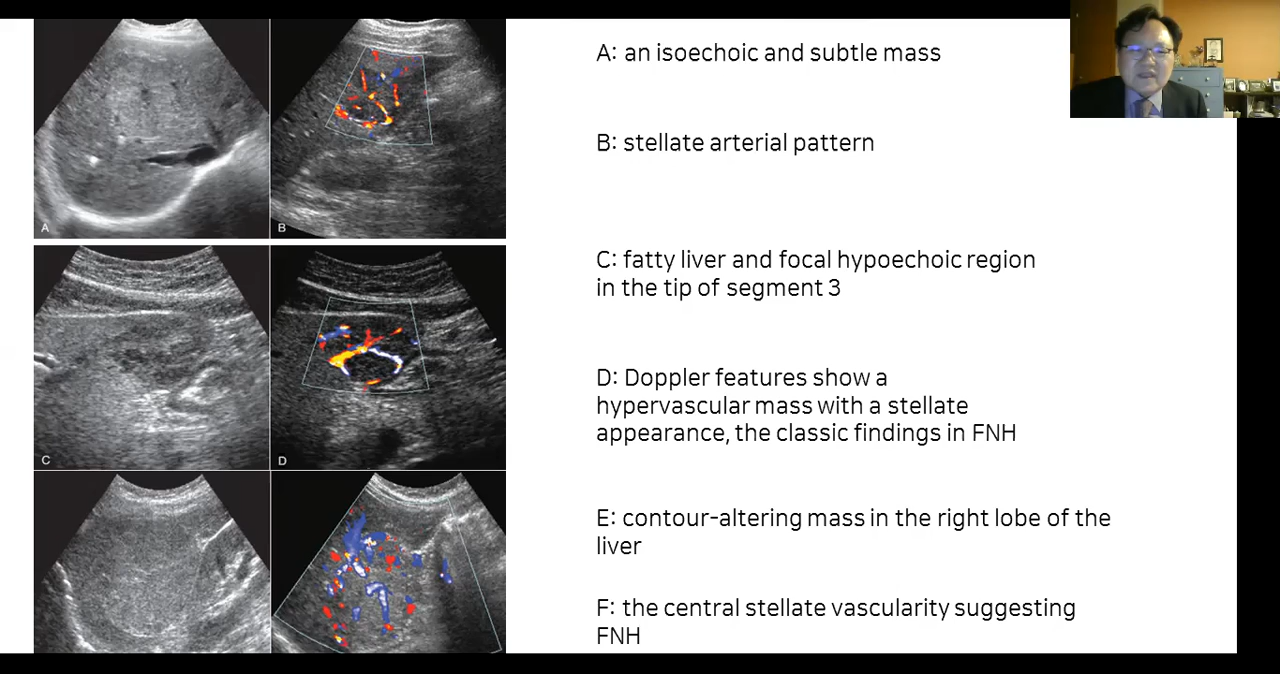 A
B
A: an isoechoic and subtle mass
B: stellate arterial pattern
C
D
C: fatty liver and focal hypoechoic region
in the tip of segment 3
D: Doppler features show a
hypervascular mass with a stellate
appearance, the classic findings in FNH
E: contour-altering mass in the right lobe of the
liver
F: the central stellate vascularity suggesting
FNH